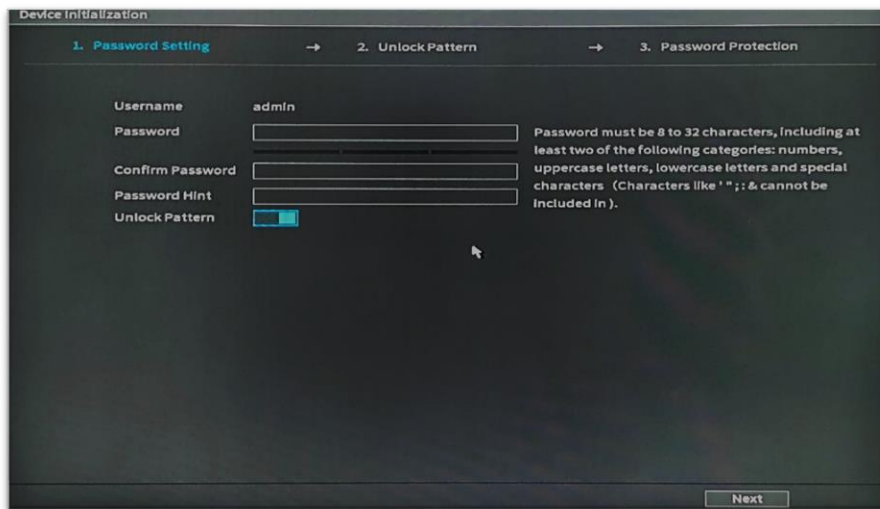 Device Initialization
1. Password Setting → 2. Unlock Pattern → 3. Password Protection
Username admin
Password
Password must be 8 to 32 characters, including at
least two of the following categories: numbers,
uppercase letters, lowercase letters and special
characters (Characters like ' " ; : & cannot be
included in ).
Confirm Password
Password Hint
Unlock Pattern
Next